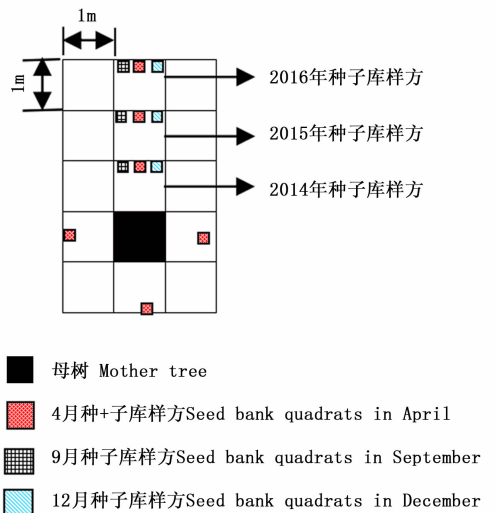 1m
1m
2016年种子库样方
2015年种子库样方
2014年种子库样方
母树 Mother tree
4月种+子库样方Seed bank quadrats in April
9月种子库样方Seed bank quadrats in September
12月种子库样方Seed bank quadrats in December